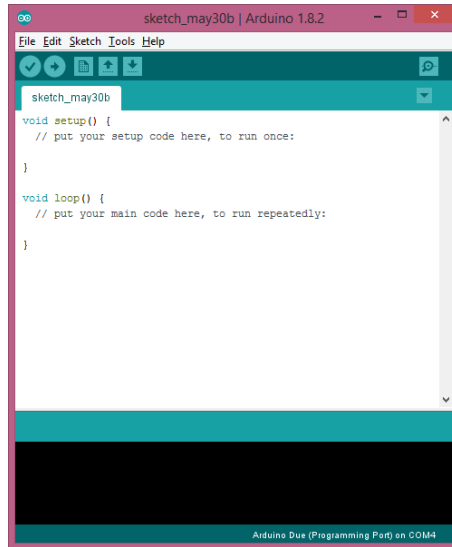 sketch_may30b | Arduino 1.8.2
File Edit Sketch Tools Help
sketch_may30b
void setup() {
  // put your setup code here, to run once:
}
void loop() {
  // put your main code here, to run repeatedly:
}
Arduino Due (Programming Port) on COM4